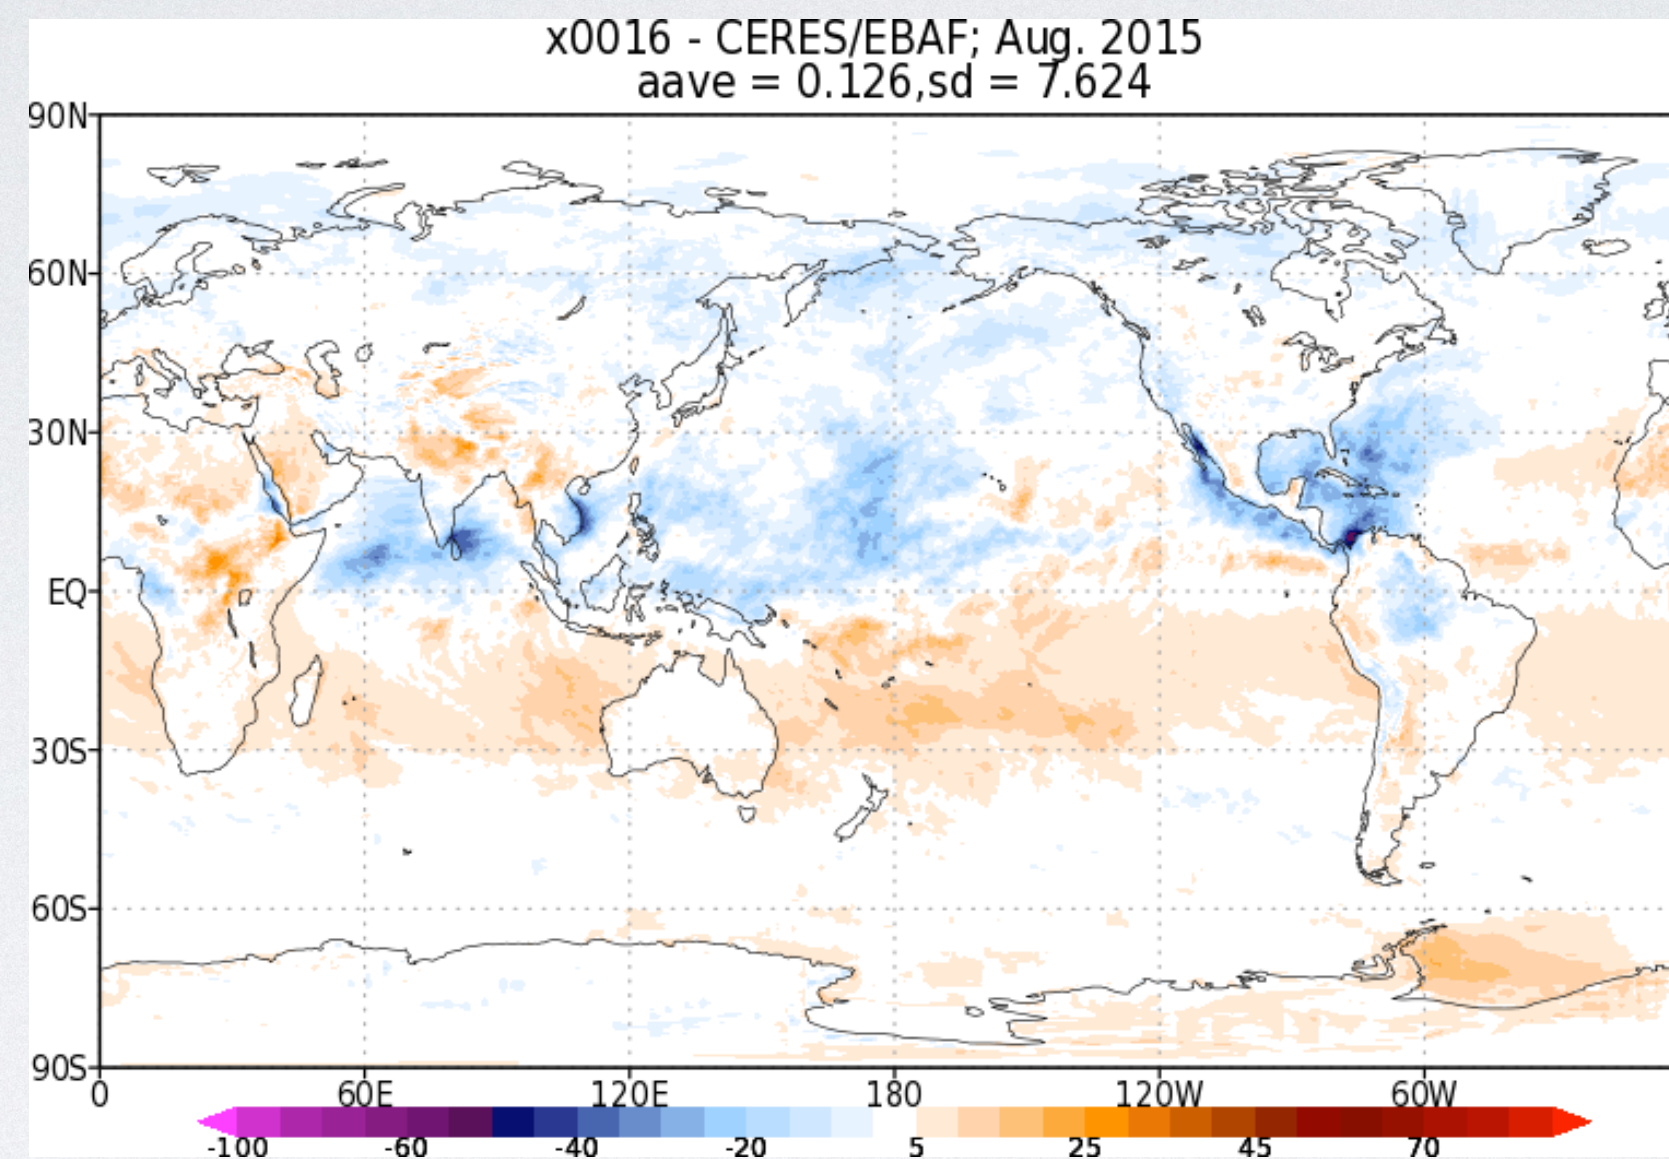 x0016 - CERES/EBAF; Aug. 2015
aave = 0.126,sd = 7.624
90N
60N
30N
EQ
30S
60S
90S
0 60E 120E 180 120W 60W
-100 -60 -40 -20 5 25 45 70